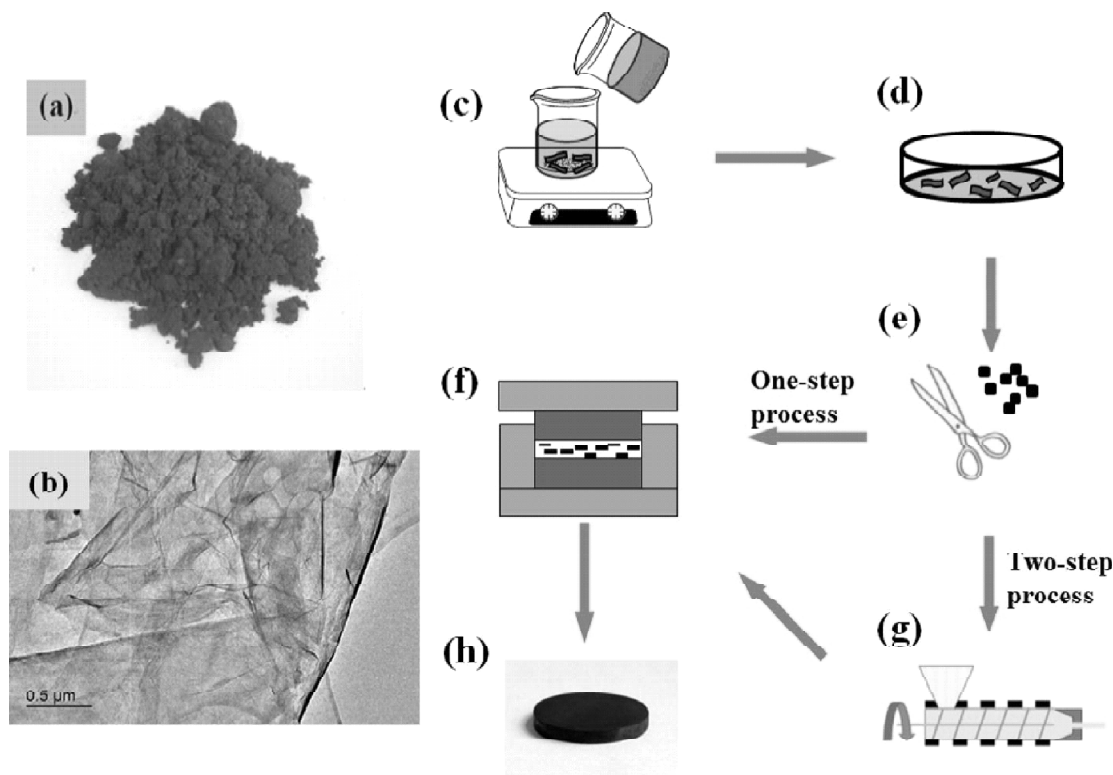 (a)
(b)
0.5 µm
(c)
(d)
(e)
One-step
process
(f)
Two-step
process
(g)
(h)